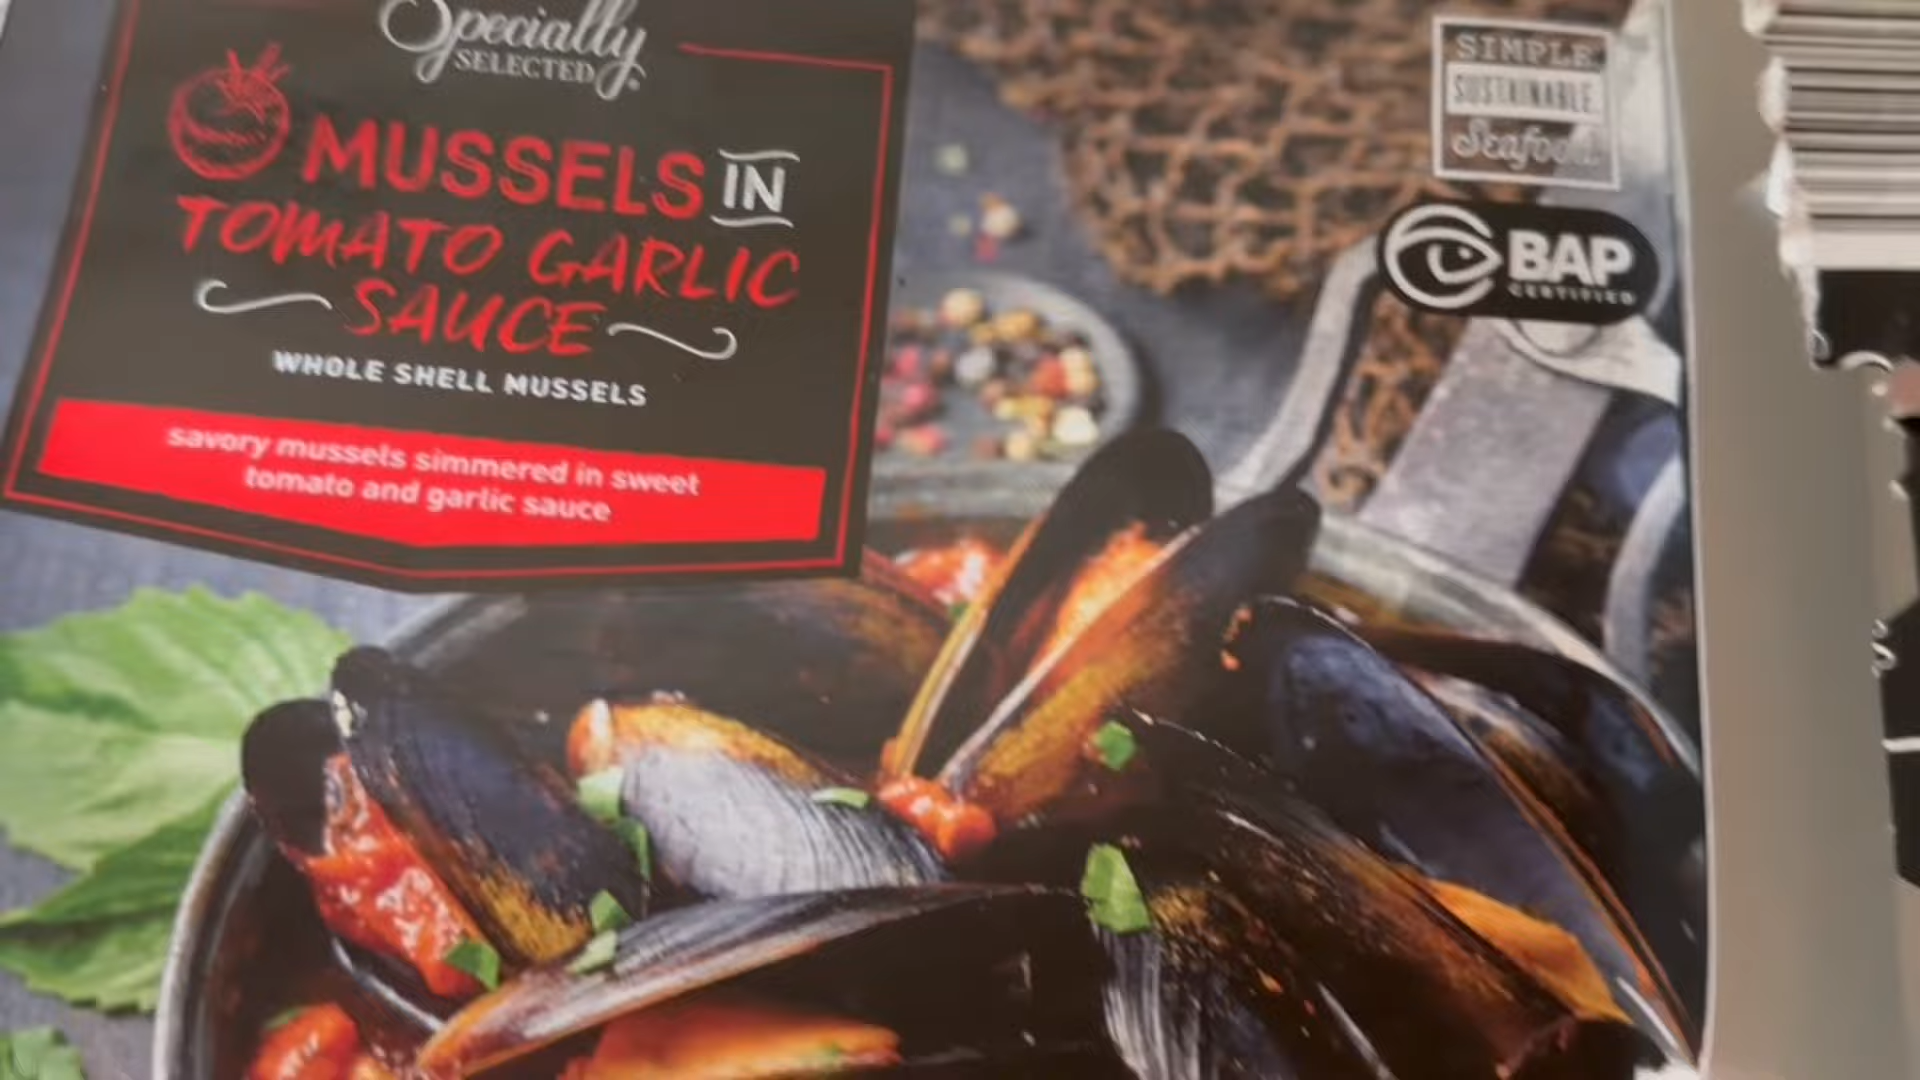 Specially
SELECTED
MUSSELS IN
TOMATO GARLIC
SAUCE
WHOLE SHELL MUSSELS
savory mussels simmered in sweet
tomato and garlic sauce
SIMPLE.
SUSTAINABLE.
Seafood.
BAP
CERTIFIED